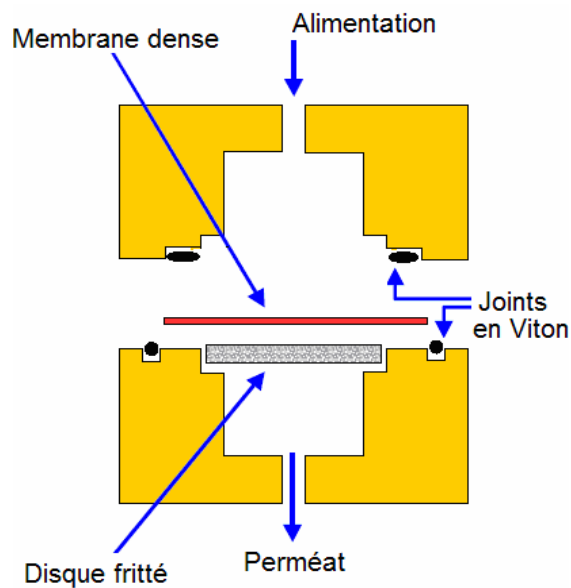 Alimentation
Membrane dense
Joints
en Viton
Perméat
Disque fritté